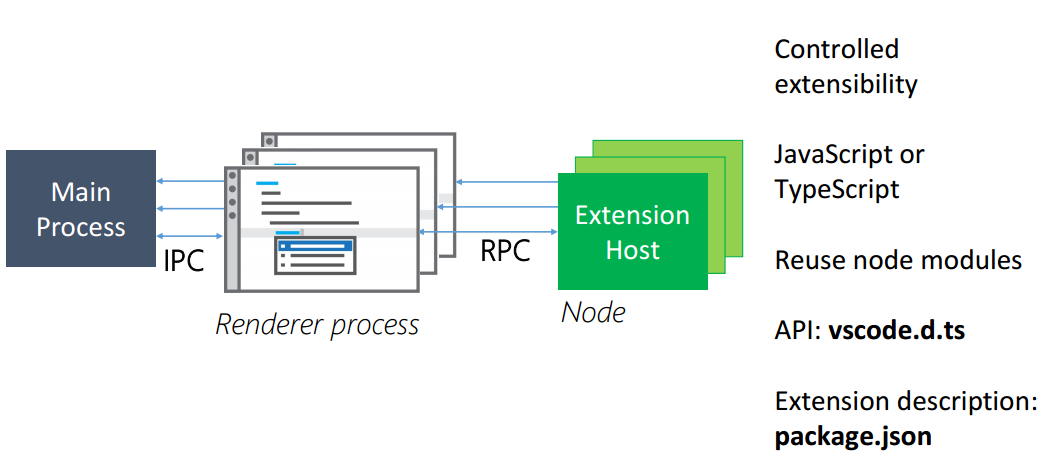 Main
Process
IPC
Renderer process
RPC
Extension
Host
Node
Controlled
extensibility
JavaScript or
TypeScript
Reuse node modules
API: vscode.d.ts
Extension description:
package.json